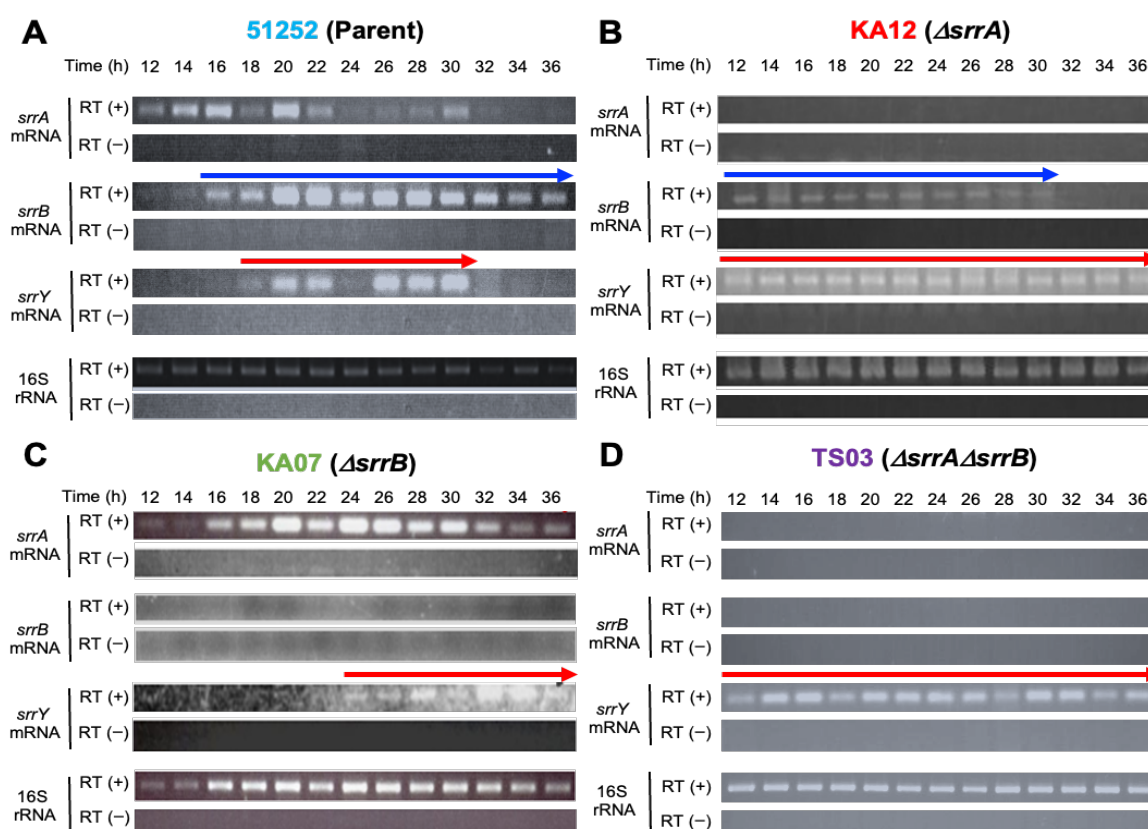 A 51252 (Parent)
Time (h) 12 14 16 18 20 22 24 26 28 30 32 34 36
srrA mRNA RT (+)
RT (−)
srrB mRNA RT (+)
RT (−)
srrY mRNA RT (+)
RT (−)
16S rRNA RT (+)
RT (−)
B KA12 (ΔsrrA)
Time (h) 12 14 16 18 20 22 24 26 28 30 32 34 36
srrA mRNA RT (+)
RT (−)
srrB mRNA RT (+)
RT (−)
srrY mRNA RT (+)
RT (−)
16S rRNA RT (+)
RT (−)
C KA07 (ΔsrrB)
Time (h) 12 14 16 18 20 22 24 26 28 30 32 34 36
srrA mRNA RT (+)
RT (−)
srrB mRNA RT (+)
RT (−)
srrY mRNA RT (+)
RT (−)
16S rRNA RT (+)
RT (−)
D TS03 (ΔsrrAΔsrrB)
Time (h) 12 14 16 18 20 22 24 26 28 30 32 34 36
srrA mRNA RT (+)
RT (−)
srrB mRNA RT (+)
RT (−)
srrY mRNA RT (+)
RT (−)
16S rRNA RT (+)
RT (−)